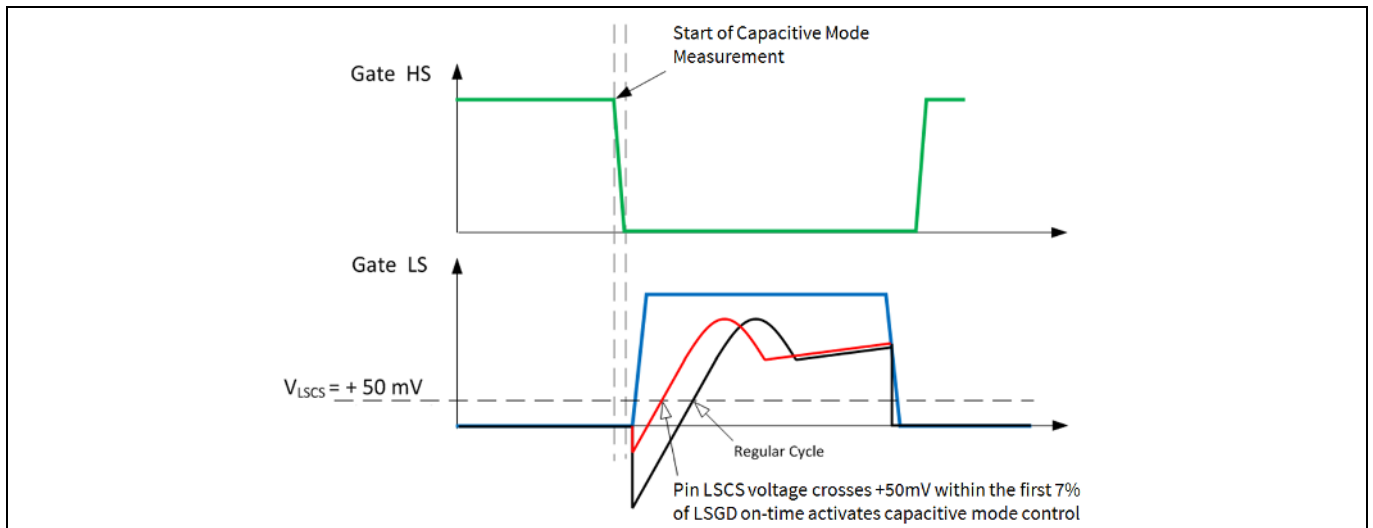 Start of Capacitive Mode
Measurement
Gate HS
Gate LS
VLSCS = + 50 mV
Regular Cycle
Pin LSCS voltage crosses +50mV within the first 7%
of LSGD on-time activates capacitive mode control